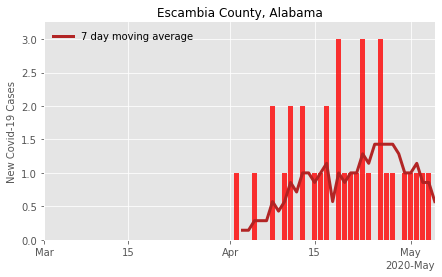 Escambia County, Alabama
7 day moving average
New Covid-19 Cases
3.0
2.5
2.0
1.5
1.0
0.5
0.0
Mar 15 Apr 15 May
2020-May